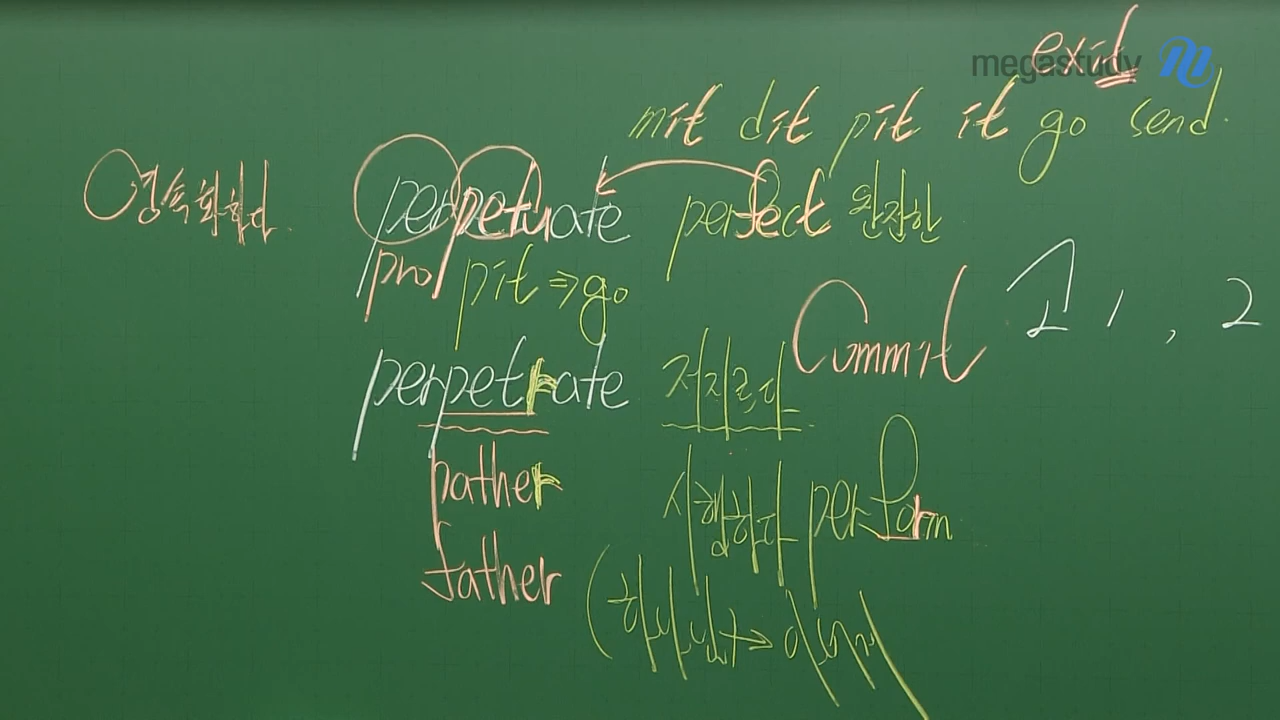 exit
megastudy
mit dit pit it go send.
영속화하다.
perpetuate
perfect 완전한
pro
pit ⇒ go
Commit
고 1, 2
perpetrate
저지르다
pather
시행하다 perform
father